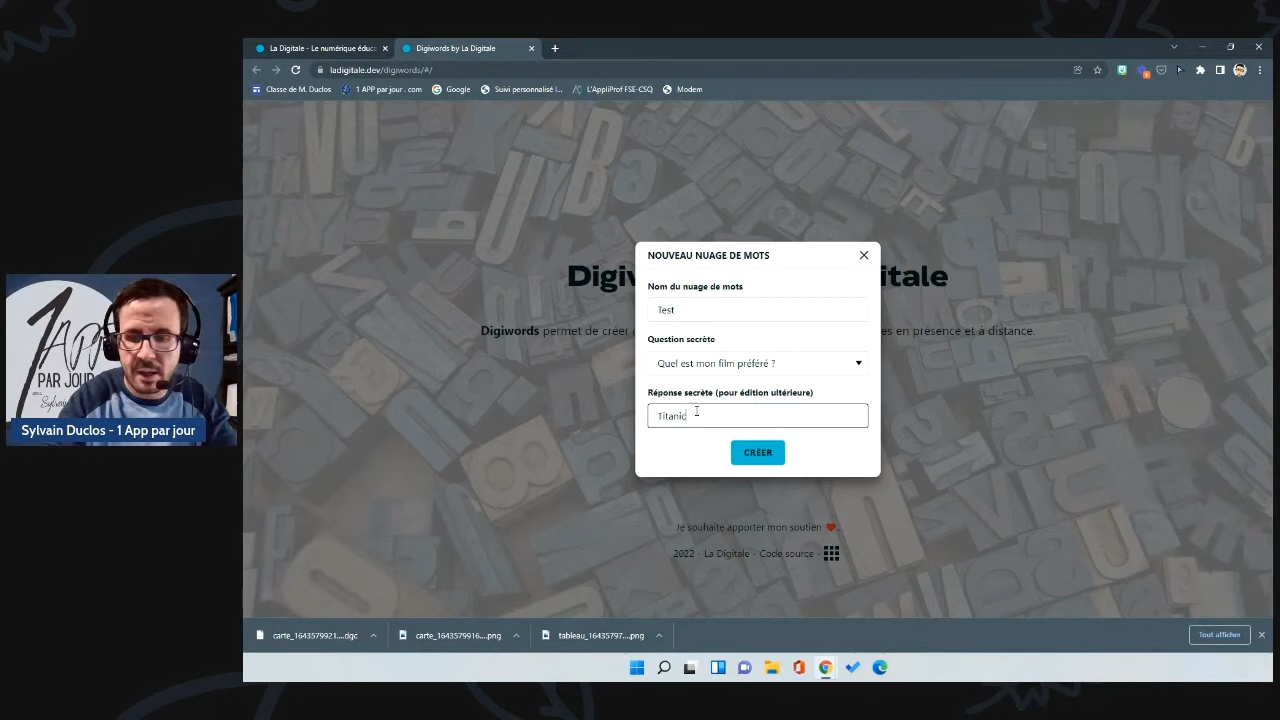 La Digitale - Le numérique éduca
Digiwords by La Digitale
ladigitale.dev/digiwords/#/
Classe de M. Duclos
1 APP par jour . com
Google
Suivi personnalisé i...
L'AppliProf FSE-CSQ
Modem
NOUVEAU NUAGE DE MOTS
Nom du nuage de mots
Test
Question secrète
Quel est mon film préféré ?
Réponse secrète (pour édition ultérieure)
Titanic
CRÉER
Digiw
gitale
Digiwords permet de créer
es en présence et à distance.
Je souhaite apporter mon soutien ❤.
2022 - La Digitale - Code source -
1APP
PAR JOUR
Sylvain Duclos - 1 App par jour
carte_1643579921....dgc
carte_1643579916....png
tableau_16435797....png
Tout afficher